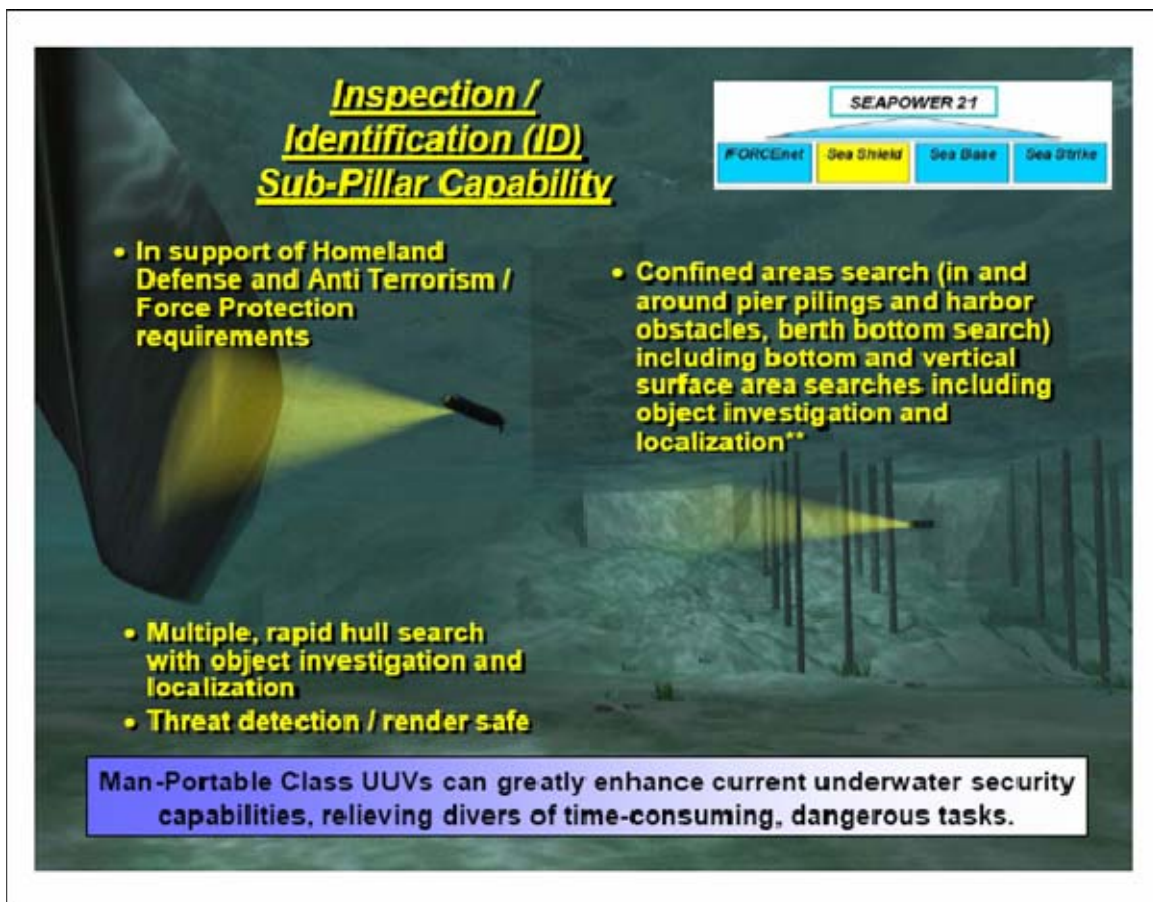 Inspection /
Identification (ID)
Sub-Pillar Capability
SEAPOWER 21
FORCEnet
Sea Shield
Sea Base
Sea Strike
• In support of Homeland
Defense and Anti Terrorism /
Force Protection
requirements
• Confined areas search (in and
around pier pilings and harbor
obstacles, berth bottom search)
including bottom and vertical
surface area searches including
object investigation and
localization**
• Multiple, rapid hull search
with object investigation and
localization
• Threat detection / render safe
Man-Portable Class UUVs can greatly enhance current underwater security
capabilities, relieving divers of time-consuming, dangerous tasks.